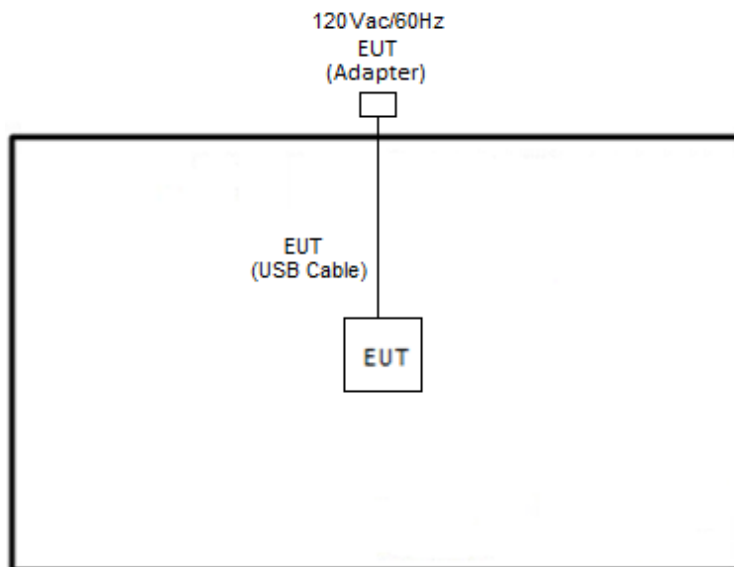 120Vac/60Hz
EUT
(Adapter)
EUT
(USB Cable)
EUT